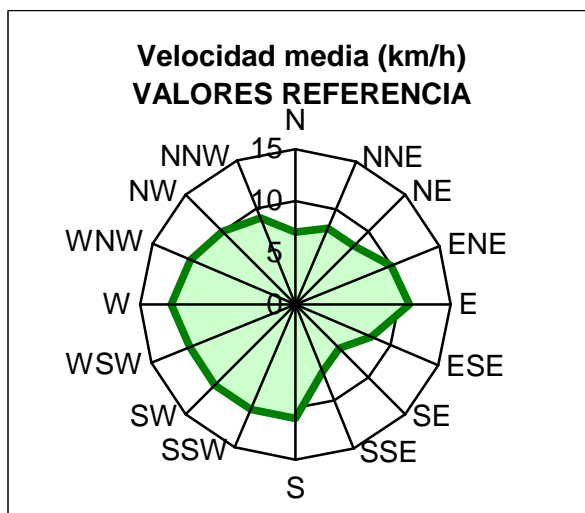 Velocidad media (km/h)
VALORES REFERENCIA
N
NNW
15
NNE
NW
10
NE
WNW
5
ENE
W
0
E
WSW
ESE
SW
SE
SSW
SSE
S